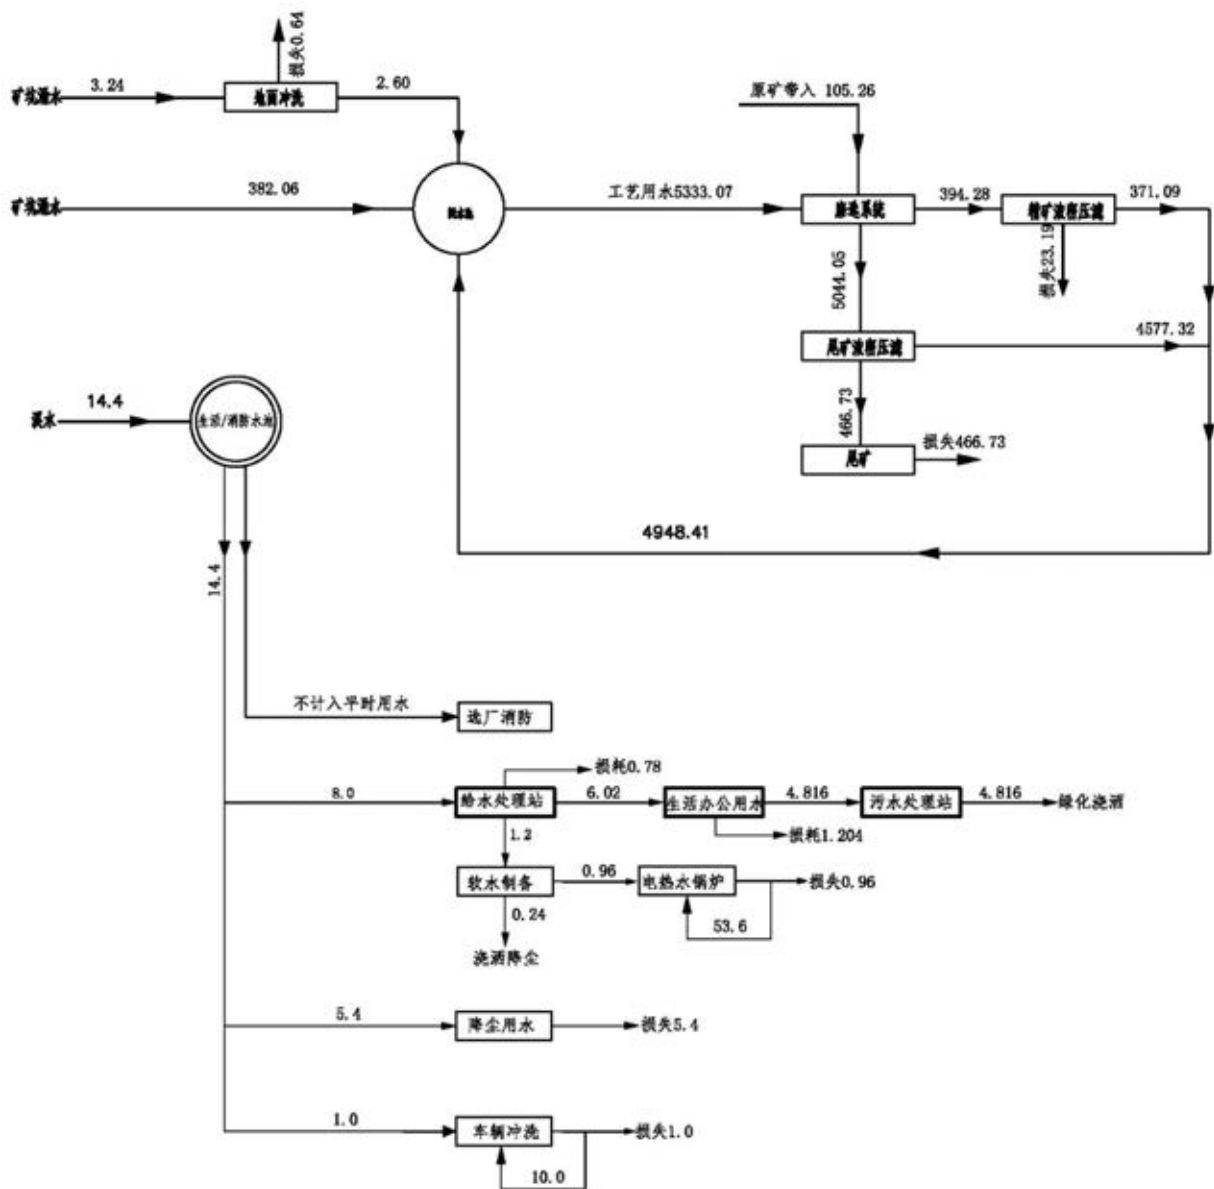 损失0.64
矿坑涌水
3.24
地面冲洗
2.60
原矿带入 105.26
矿坑涌水
382.06
工艺用水5333.07
磨选系统
394.28
精矿浓密压滤
371.09
损失23.19
5044.05
尾矿浓密压滤
4577.32
466.73
尾矿
损失466.73
4948.41
14.4
生活/消防水池
14.4
不计入平时用水
选厂消防
8.0
给水处理站
损耗0.78
6.02
生活办公用水
4.816
污水处理站
4.816
绿化浇洒
损耗1.204
1.2
软水制备
0.96
电热水锅炉
损失0.96
53.6
0.24
浇洒降尘
5.4
降尘用水
损失5.4
1.0
车辆冲洗
损失1.0
10.0